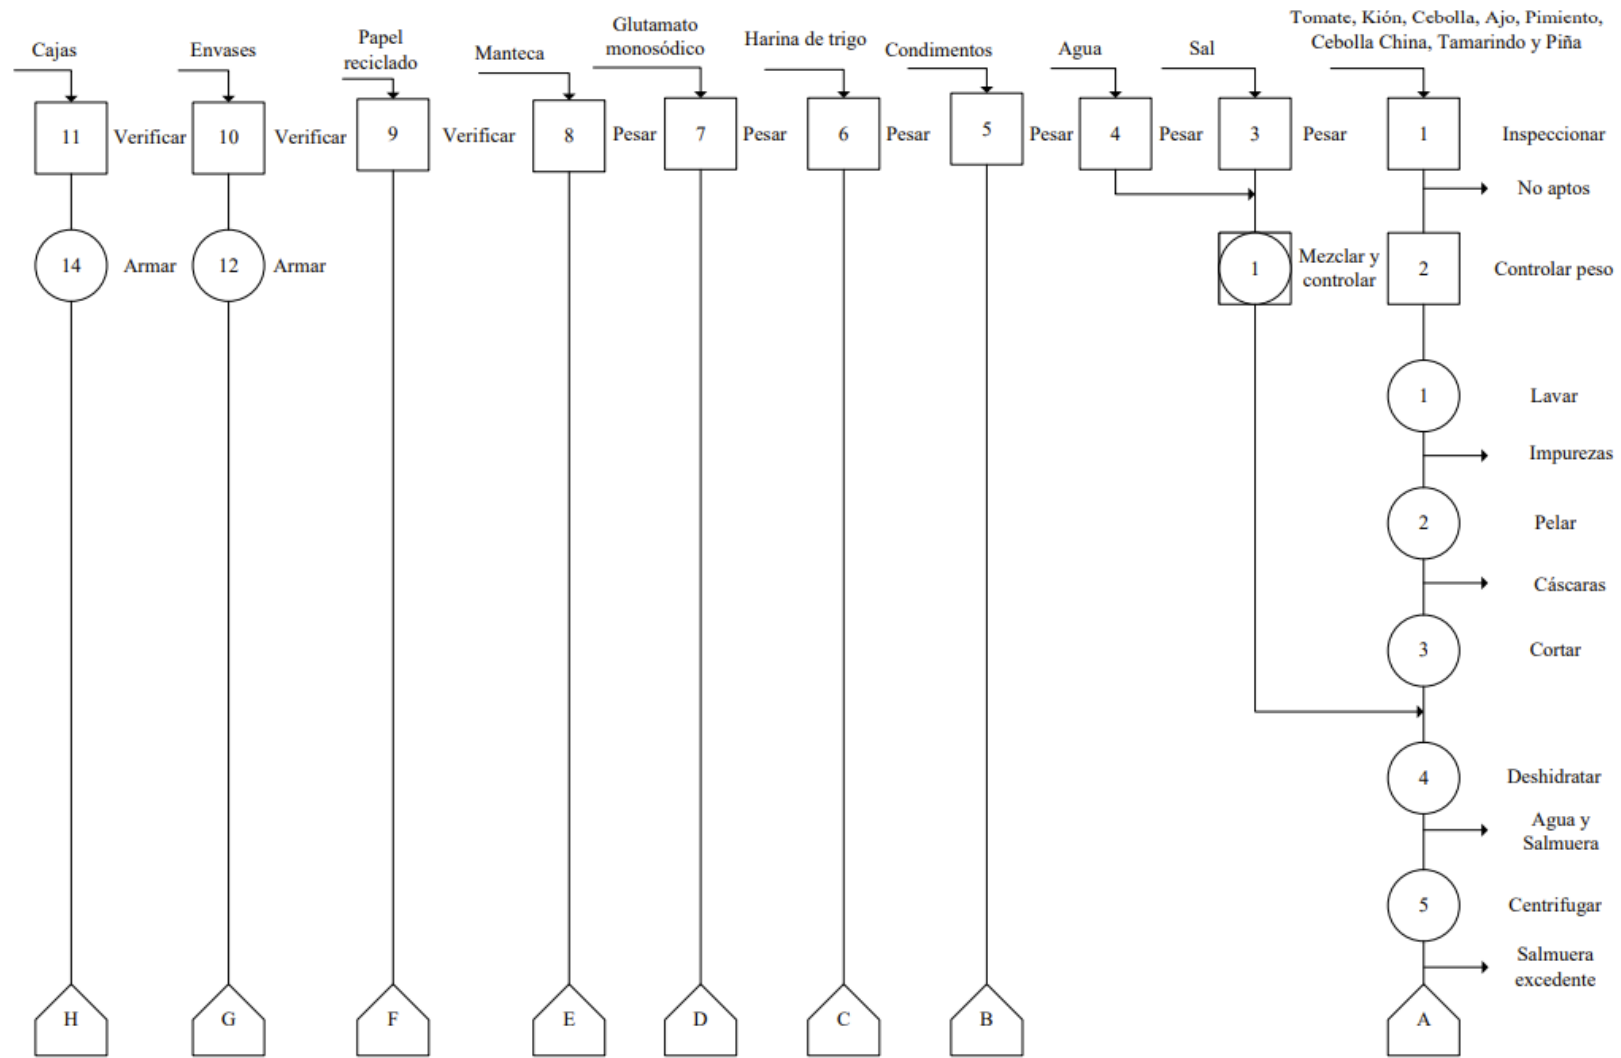 Tomate, Kión, Cebolla, Ajo, Pimiento,
Cebolla China, Tamarindo y Piña
Cajas
Envases
Papel
reciclado
Manteca
Glutamato
monosódico
Harina de trigo
Condimentos
Agua
Sal
11 Verificar
10 Verificar
9 Verificar
8 Pesar
7 Pesar
6 Pesar
5 Pesar
4 Pesar
3 Pesar
1 Inspeccionar
No aptos
14 Armar
12 Armar
1 Mezclar y
controlar
2 Controlar peso
1 Lavar
Impurezas
2 Pelar
Cáscaras
3 Cortar
4 Deshidratar
Agua y
Salmuera
5 Centrifugar
Salmuera
excedente
H
G
F
E
D
C
B
A